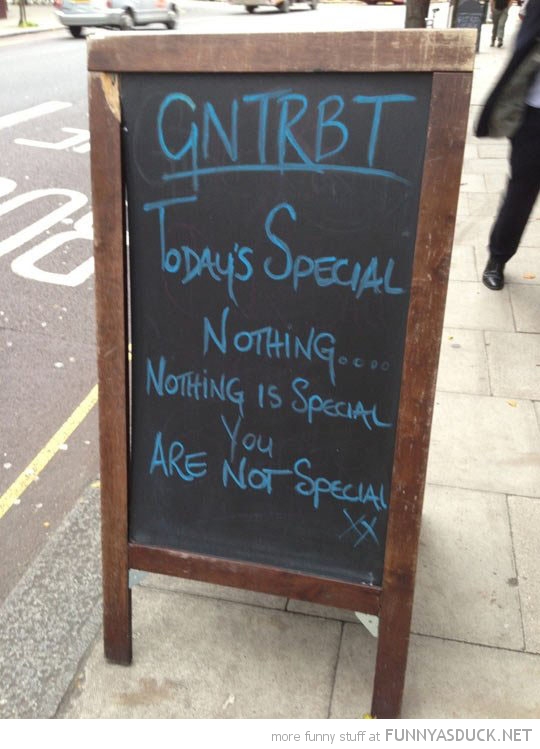 GNTRBT
TODAY'S SPECIAL
NOTHING....
NOTHING IS SPECIAL
YOU
ARE NOT SPECIAL
XX
more funny stuff at FUNNYASDUCK.NET